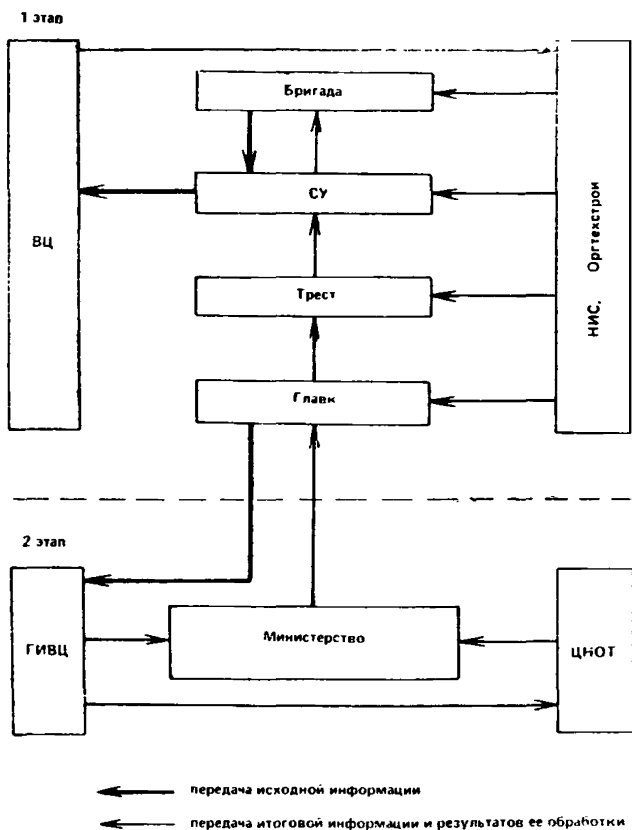 1 этап
Бригада
СУ
ВЦ
Трест
НИС, Оргтехстрой
Главк
2 этап
ГИВЦ
Министерство
ЦНОТ
передача исходной информации
передача итоговой информации и результатов ее обработки